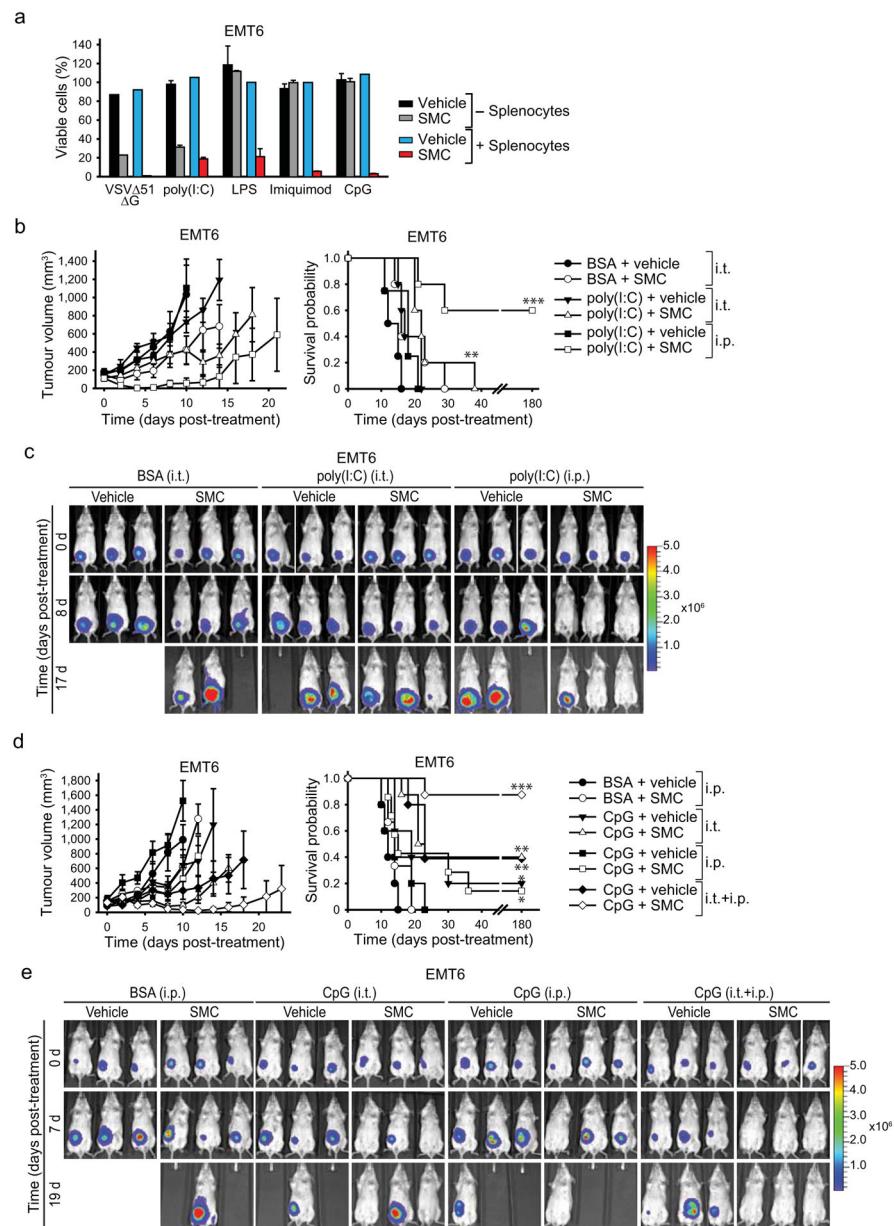 a
EMT6
Viable cells (%)
140
120
100
80
60
40
20
0
VSVΔ51 ΔG
poly(I:C)
LPS
Imiquimod
CpG
Vehicle
SMC
– Splenocytes
Vehicle
SMC
+ Splenocytes
b
EMT6
Tumour volume (mm³)
1,400
1,200
1,000
800
600
400
200
0
0 5 10 15 20
Time (days post-treatment)
EMT6
Survival probability
1.0
0.8
0.6
0.4
0.2
0
0 10 20 30 40 180
Time (days post-treatment)
***
**
BSA + vehicle
BSA + SMC
i.t.
poly(I:C) + vehicle
poly(I:C) + SMC
i.t.
poly(I:C) + vehicle
poly(I:C) + SMC
i.p.
c
EMT6
BSA (i.t.) poly(I:C) (i.t.) poly(I:C) (i.p.)
Vehicle SMC Vehicle SMC Vehicle SMC
Time (days post-treatment)
0 d
8 d
17 d
5.0
4.0
3.0
2.0
1.0
x10⁶
d
EMT6
Tumour volume (mm³)
1,800
1,600
1,400
1,200
1,000
800
600
400
200
0
0 5 10 15 20
Time (days post-treatment)
EMT6
Survival probability
1.0
0.8
0.6
0.4
0.2
0
0 10 20 30 40 180
Time (days post-treatment)
***
**
**
*
*
BSA + vehicle
BSA + SMC
i.p.
CpG + vehicle
CpG + SMC
i.t.
CpG + vehicle
CpG + SMC
i.p.
CpG + vehicle
CpG + SMC
i.t.+i.p.
e
EMT6
BSA (i.p.) CpG (i.t.) CpG (i.p.) CpG (i.t.+i.p.)
Vehicle SMC Vehicle SMC Vehicle SMC Vehicle SMC
Time (days post-treatment)
0 d
7 d
19 d
5.0
4.0
3.0
2.0
1.0
x10⁶